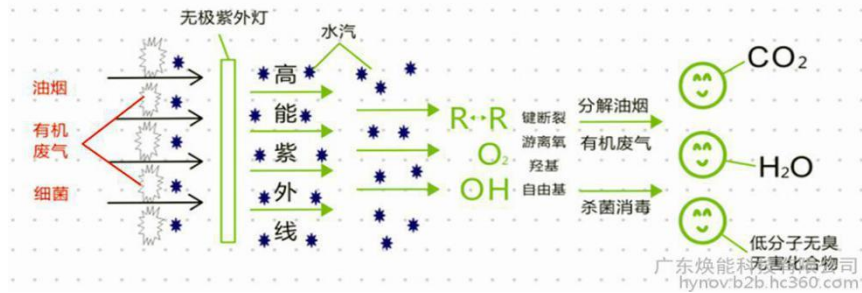 无极紫外灯
水汽
油烟
有机
废气
细菌
高
能
紫
外
线
R↔R
O₂
OH
键断裂
游离氧
羟基
自由基
分解油烟
有机废气
杀菌消毒
CO₂
H₂O
低分子无臭
无害化合物
广东焕能科技有限公司
hynov.b2b.hc360.com